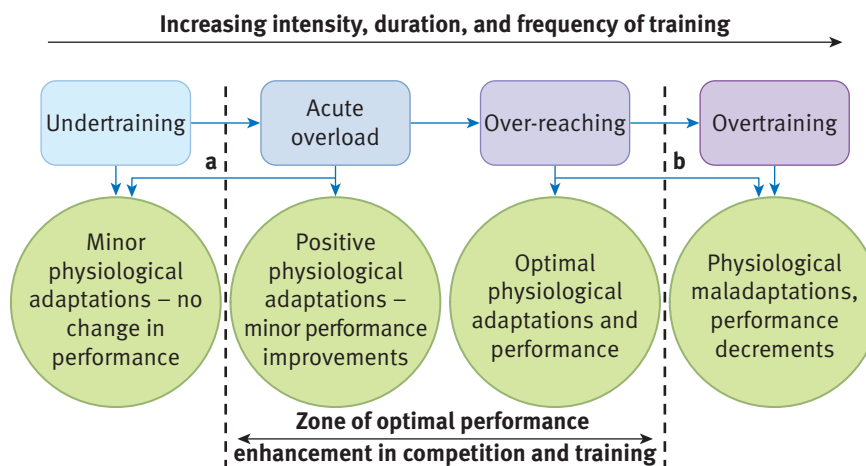 Increasing intensity, duration, and frequency of training
Undertraining
Acute
overload
Over-reaching
Overtraining
a
b
Minor
physiological
adaptations – no
change in
performance
Positive
physiological
adaptations –
minor performance
improvements
Optimal
physiological
adaptations and
performance
Physiological
maladaptations,
performance
decrements
Zone of optimal performance
enhancement in competition and training